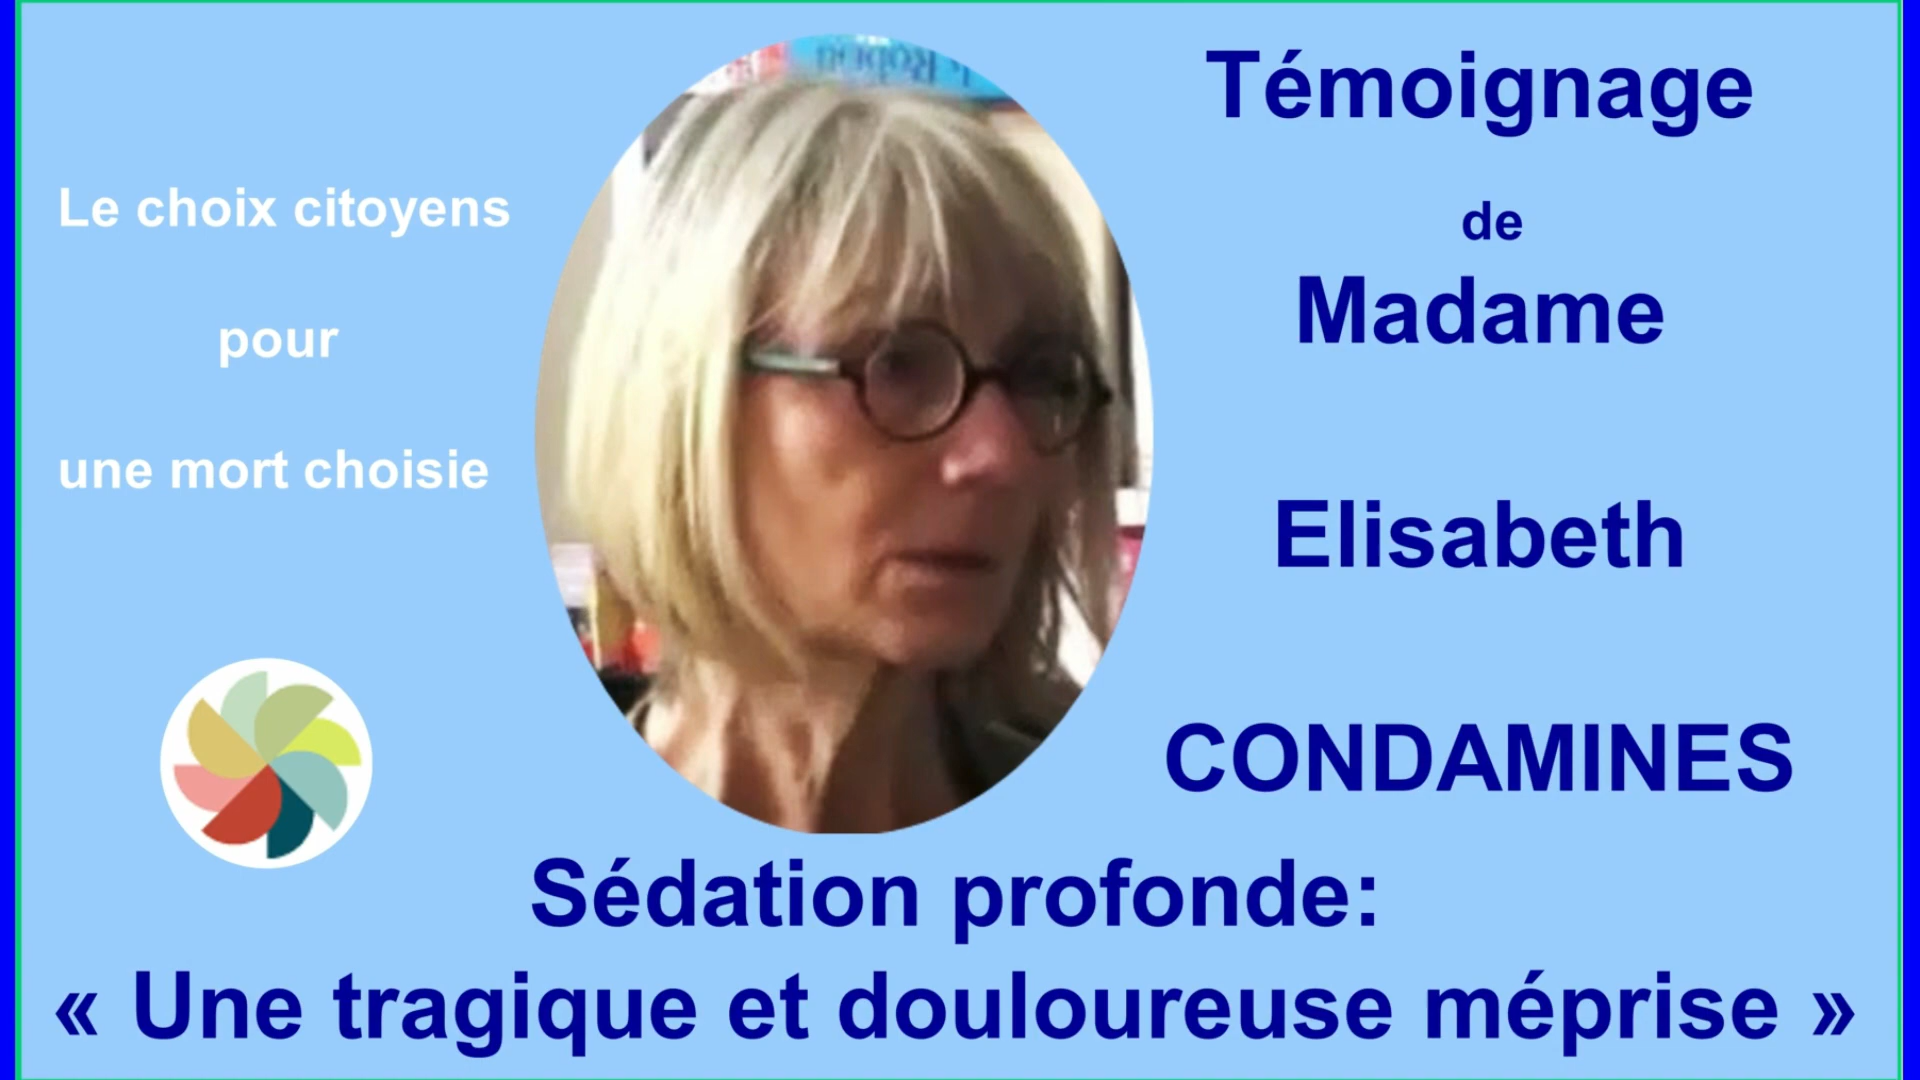 Le choix citoyens
pour
une mort choisie
Témoignage
de
Madame
Elisabeth
CONDAMINES
Sédation profonde:
« Une tragique et douloureuse méprise »